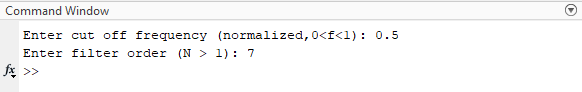 Command Window
Enter cut off frequency (normalized,0<f<1): 0.5
Enter filter order (N > 1): 7
fx >>